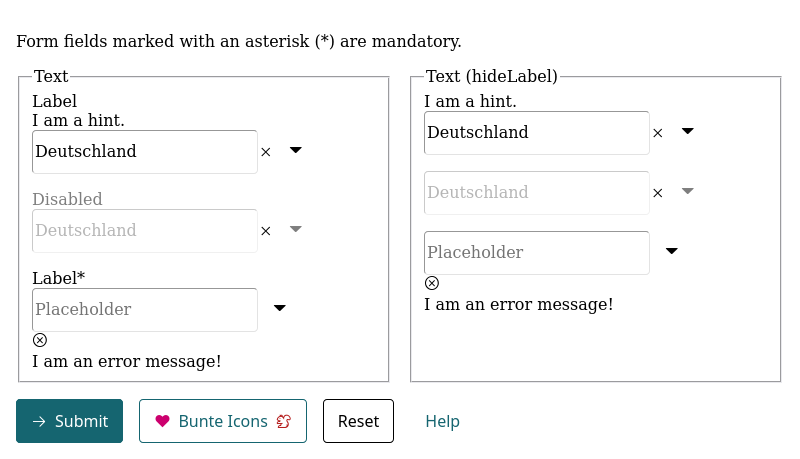 Form fields marked with an asterisk (*) are mandatory.
Text
Label
I am a hint.
Deutschland
Disabled
Deutschland
Label*
Placeholder
I am an error message!
Text (hideLabel)
I am a hint.
Deutschland
Deutschland
Placeholder
I am an error message!
Submit
Bunte Icons
Reset
Help